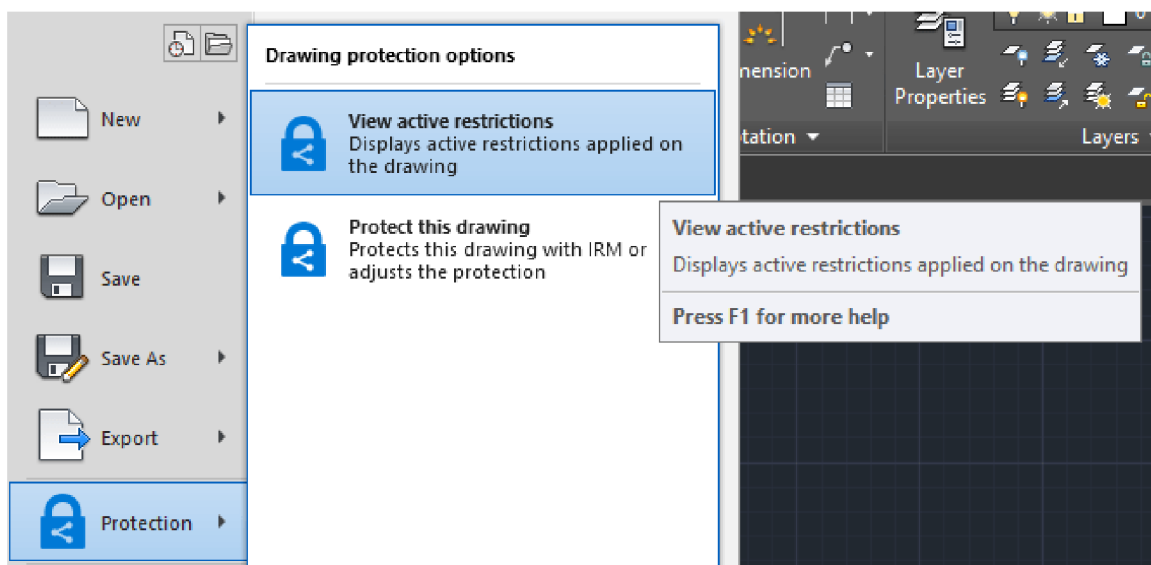 Drawing protection options
New
Open
Save
Save As
Export
Protection
View active restrictions
Displays active restrictions applied on
the drawing
Protect this drawing
Protects this drawing with IRM or
adjusts the protection
View active restrictions
Displays active restrictions applied on the drawing
Press F1 for more help
nension
Layer
Properties
tation
Layers